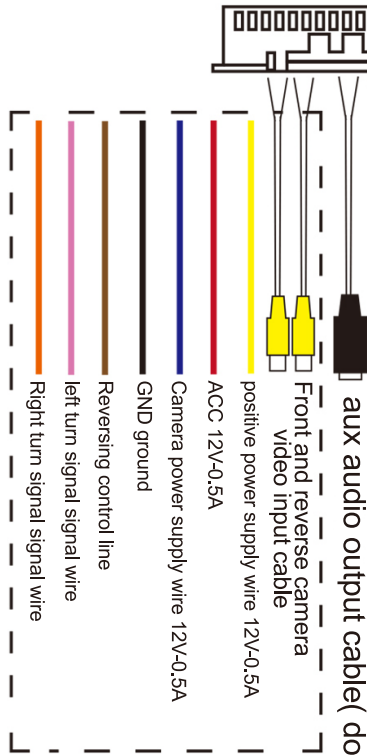 aux audio output cable( do
Front and reverse camera
video input cable
positive power supply wire 12V-0.5A
ACC 12V-0.5A
Camera power supply wire 12V-0.5A
GND ground
Reversing control line
left turn signal signal wire
Right turn signal signal wire